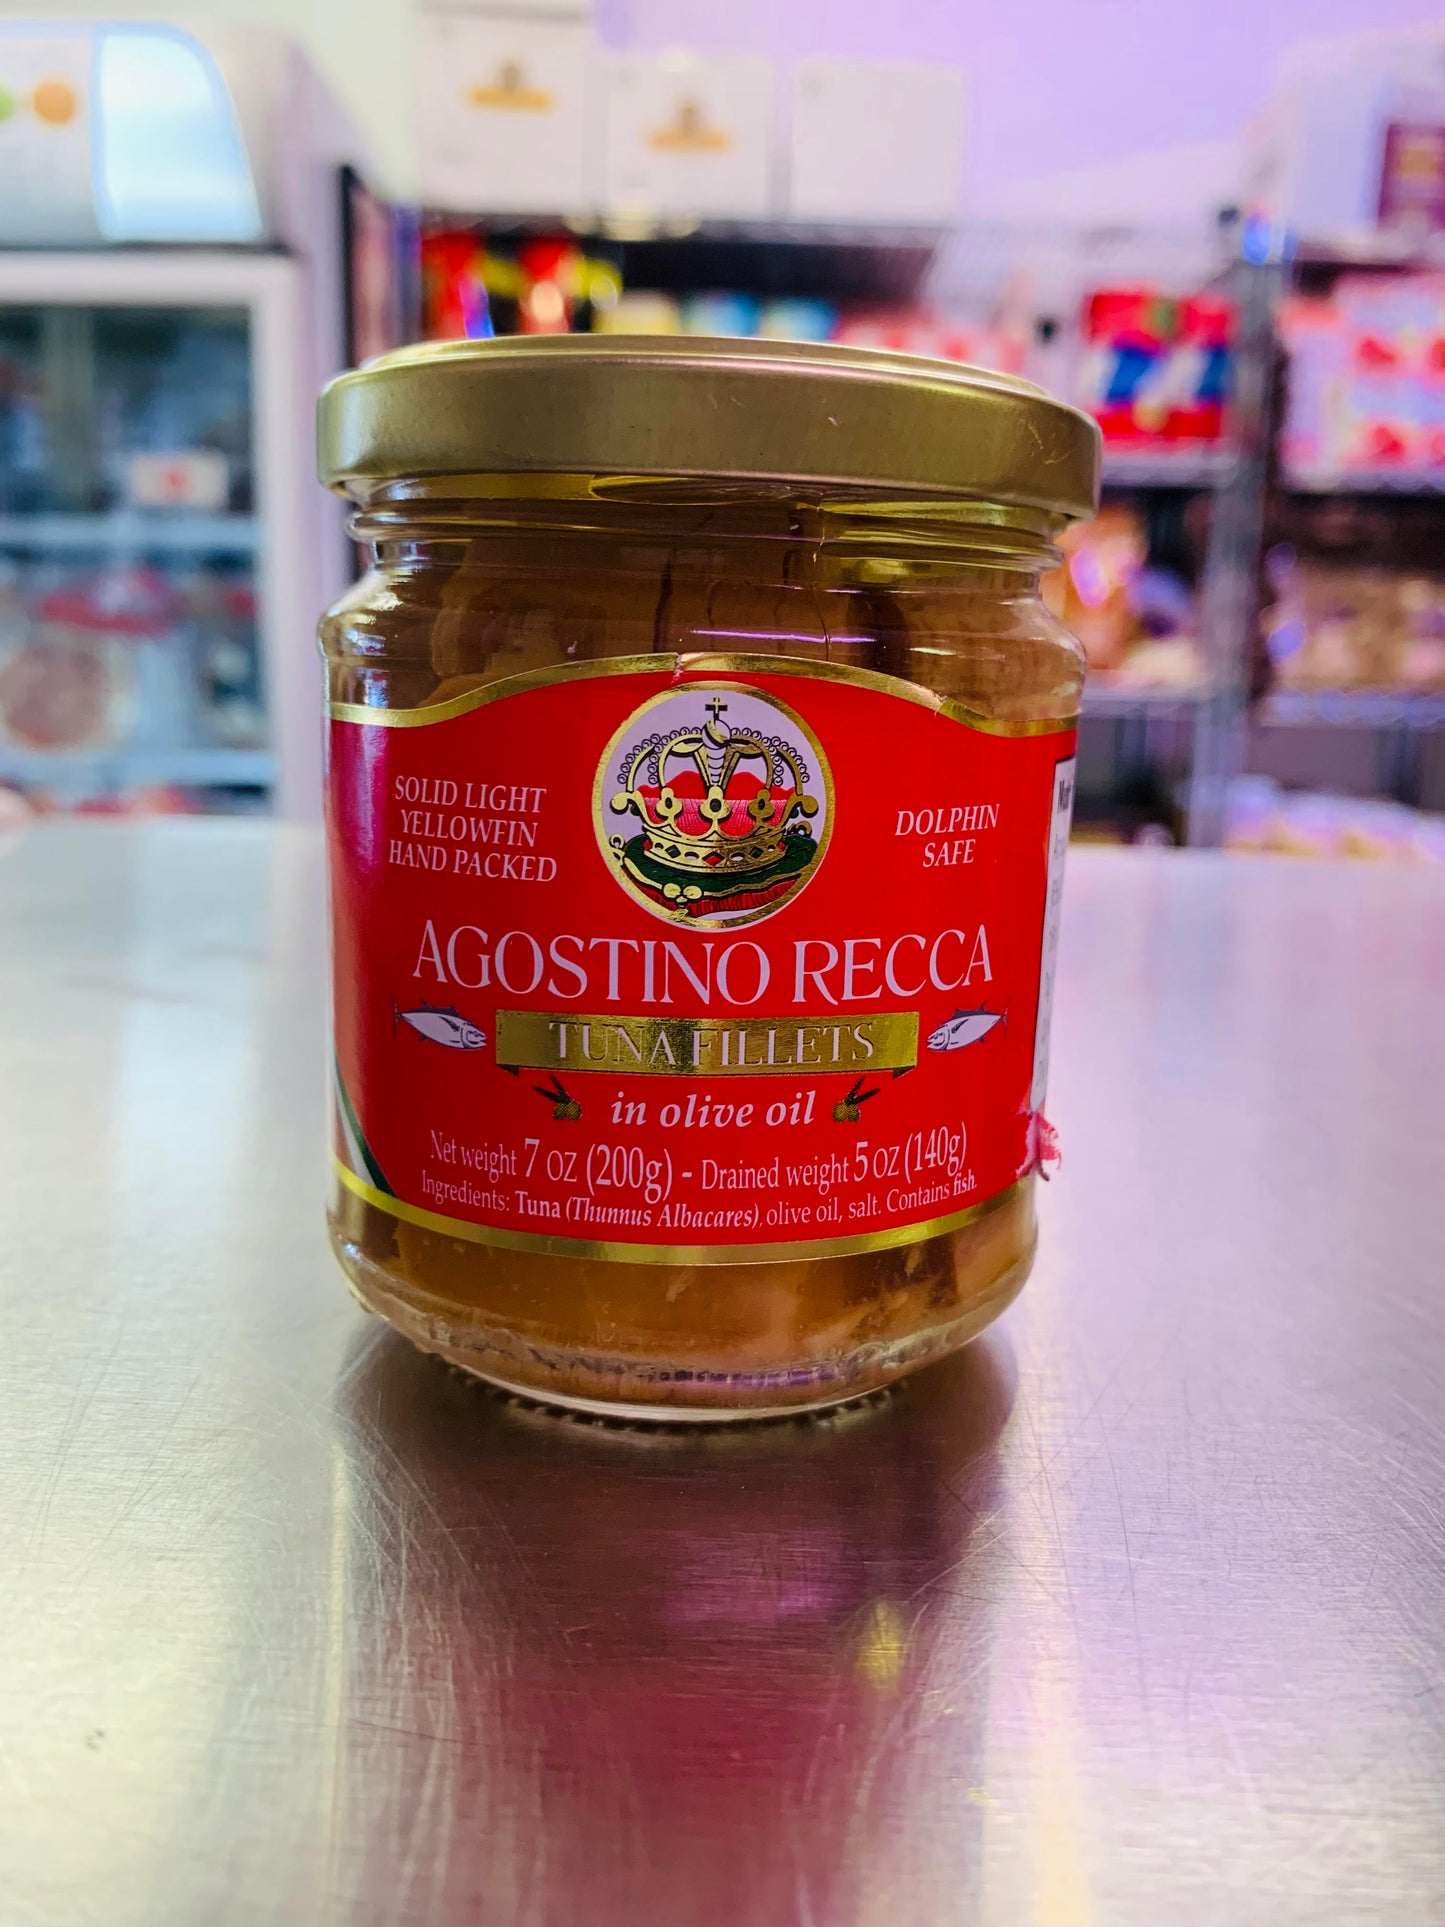 SOLID LIGHT
YELLOWFIN
HAND PACKED
DOLPHIN
SAFE
AGOSTINO RECCA
TUNA FILLETS
in olive oil
Net weight 7 oz (200g) - Drained weight 5 oz (140g)
Ingredients: Tuna (Thunnus Albacares), olive oil, salt. Contains fish.